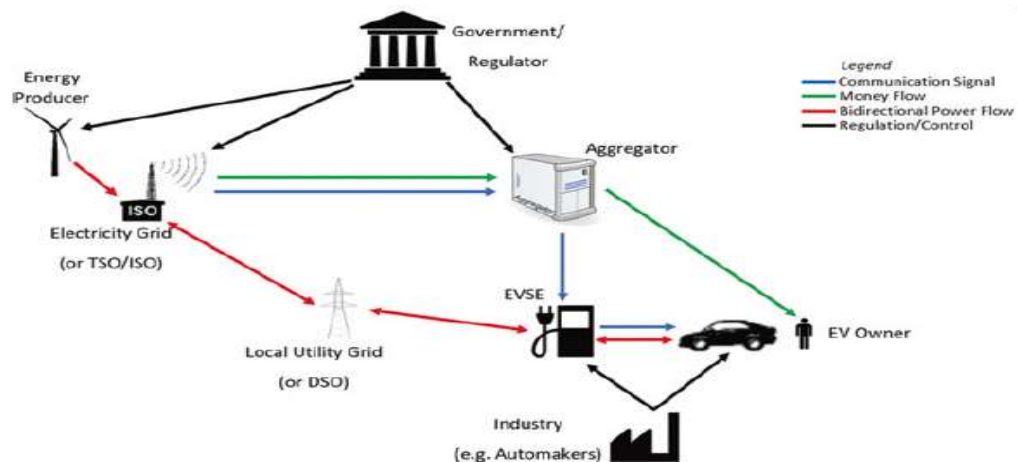 Government/
Regulator
Energy
Producer
Legend
Communication Signal
Money Flow
Bidirectional Power Flow
Regulation/Control
Aggregator
Aggregator
ISO
Electricity Grid
(or TSO/ISO)
EVSE
Local Utility Grid
(or DSO)
EV Owner
Industry
(e.g. Automakers)